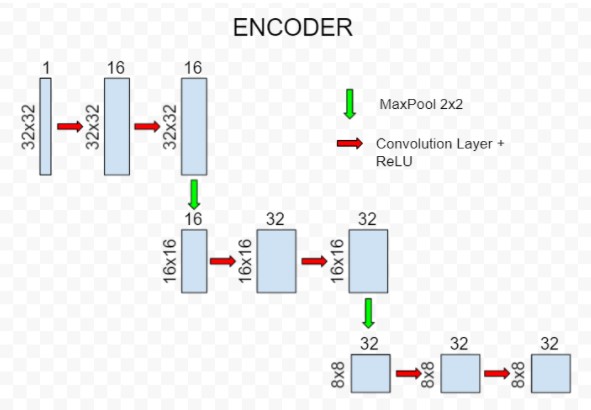 ENCODER
1 16 16
32x32 32x32 32x32
MaxPool 2x2
Convolution Layer +
ReLU
16 32 32
16x16 16x16 16x16
32 32 32
8x8 8x8 8x8